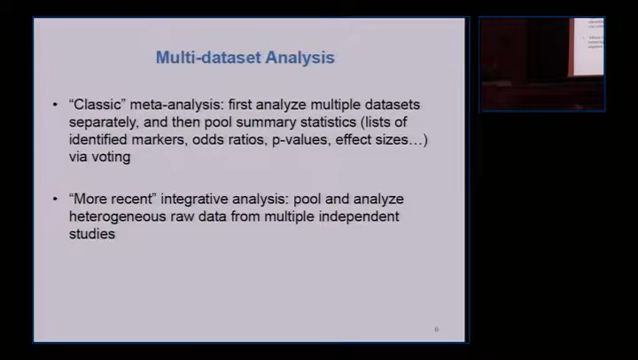 Multi-dataset Analysis
• “Classic” meta-analysis: first analyze multiple datasets
separately, and then pool summary statistics (lists of
identified markers, odds ratios, p-values, effect sizes…)
via voting
• “More recent” integrative analysis: pool and analyze
heterogeneous raw data from multiple independent
studies
6